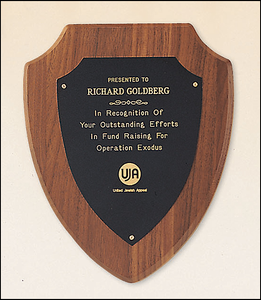 PRESENTED TO
RICHARD GOLDBERG
In Recognition Of
Your Outstanding Efforts
In Fund Raising For
Operation Exodus
UJA
United Jewish Appeal